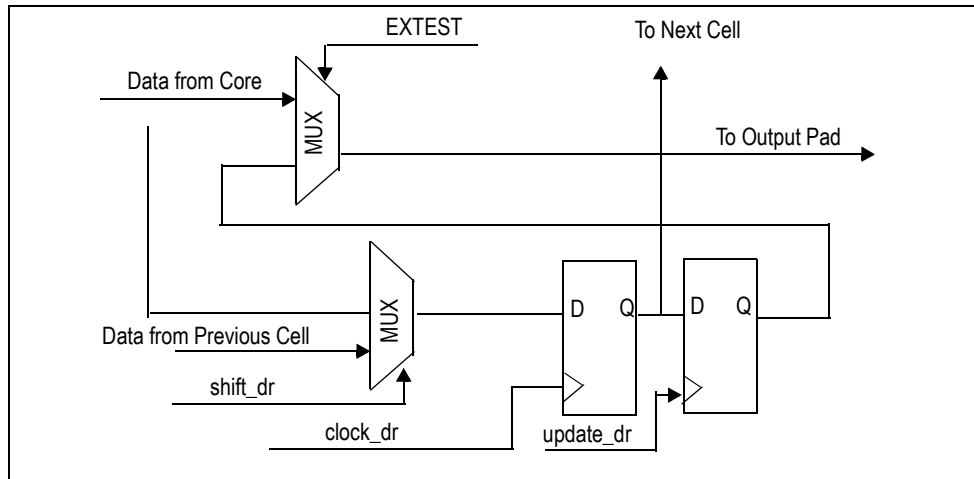 EXTEST
To Next Cell
Data from Core
MUX
To Output Pad
MUX
D Q
D Q
Data from Previous Cell
shift_dr
clock_dr
update_dr